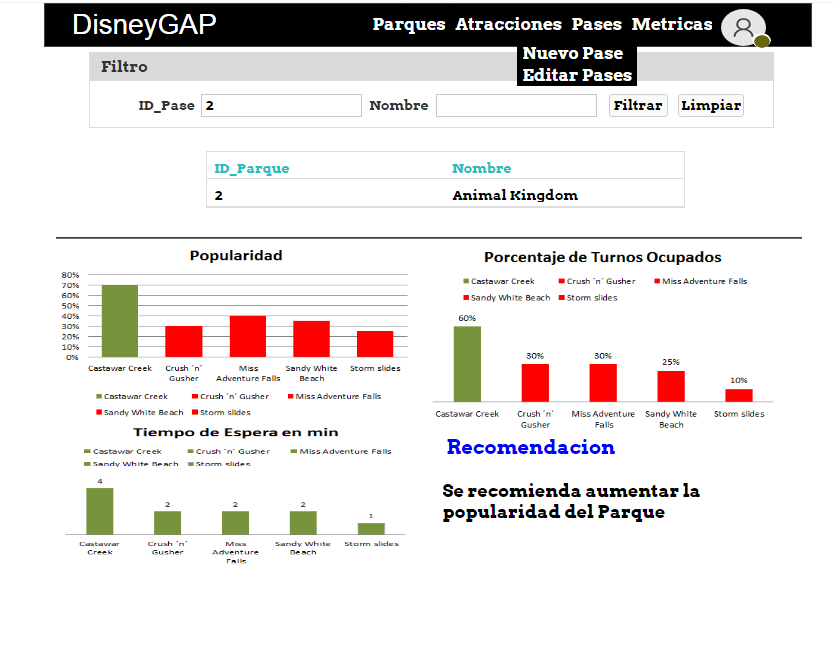 DisneyGAP
Parques Atracciones Pases Metricas
Nuevo Pase
Editar Pases
Filtro
ID_Pase 2 Nombre Filtrar Limpiar
ID_Parque Nombre
2 Animal Kingdom
Popularidad
80%
70%
60%
50%
40%
30%
20%
10%
0%
Castawar Creek Crush ´n´ Gusher Miss Adventure Falls Sandy White Beach Storm slides
Castawar Creek Crush ´n´ Gusher Miss Adventure Falls
Sandy White Beach Storm slides
Porcentaje de Turnos Ocupados
Castawar Creek Crush ´n´ Gusher Miss Adventure Falls
Sandy White Beach Storm slides
60% 30% 30% 25% 10%
Castawar Creek Crush ´n´ Gusher Miss Adventure Falls Sandy White Beach Storm slides
Tiempo de Espera en min
Castawar Creek Crush ´n´ Gusher Miss Adventure Falls
Sandy White Beach Storm slides
4 2 2 2 1
Castawar Creek Crush ´n´ Gusher Miss Adventure Falls Sandy White Beach Storm slides
Recomendacion
Se recomienda aumentar la
popularidad del Parque